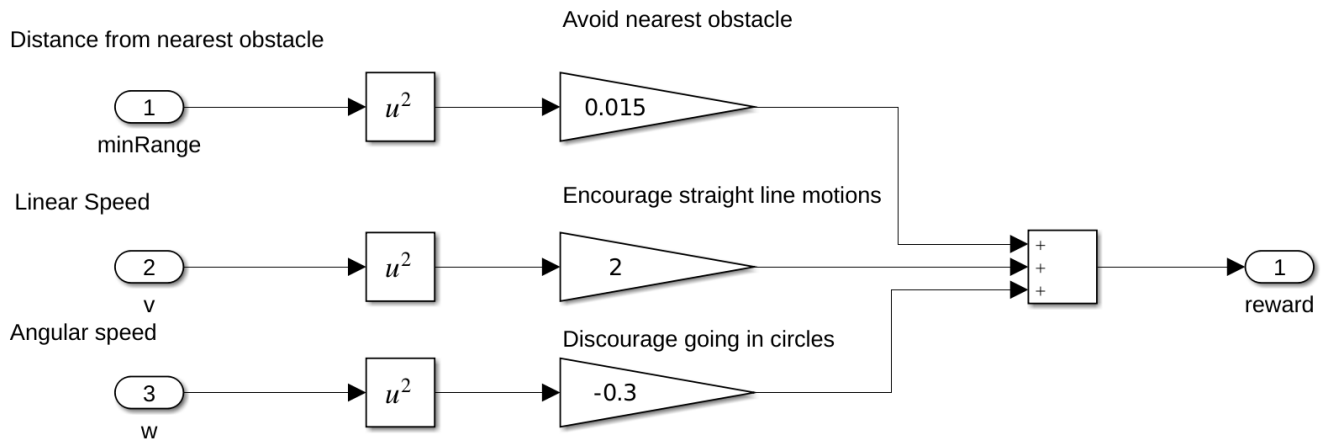 Avoid nearest obstacle
Distance from nearest obstacle
1
u²
0.015
minRange
Linear Speed
Encourage straight line motions
2
u²
2
+
+
+
1
v
reward
Angular speed
Discourage going in circles
3
u²
-0.3
w